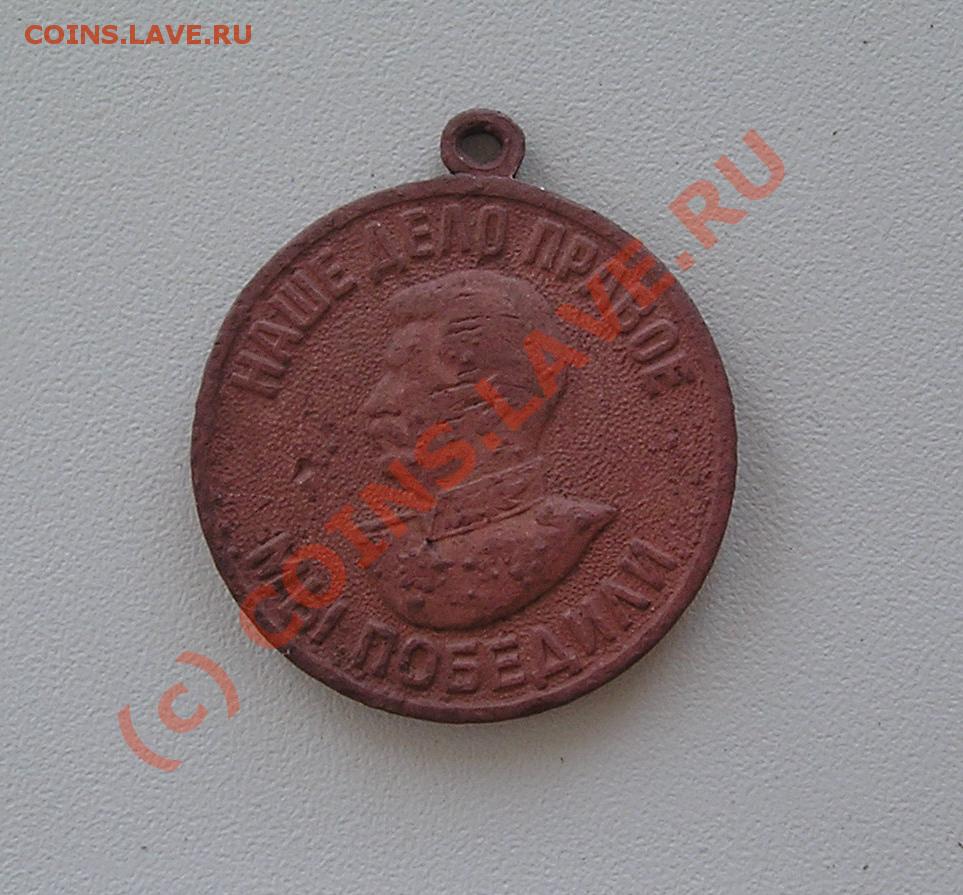 COINS.LAVE.RU
НАШЕ ДЕЛО ПРАВОЕ
МЫ ПОБЕДИЛИ
(c) COINS.LAVE.RU